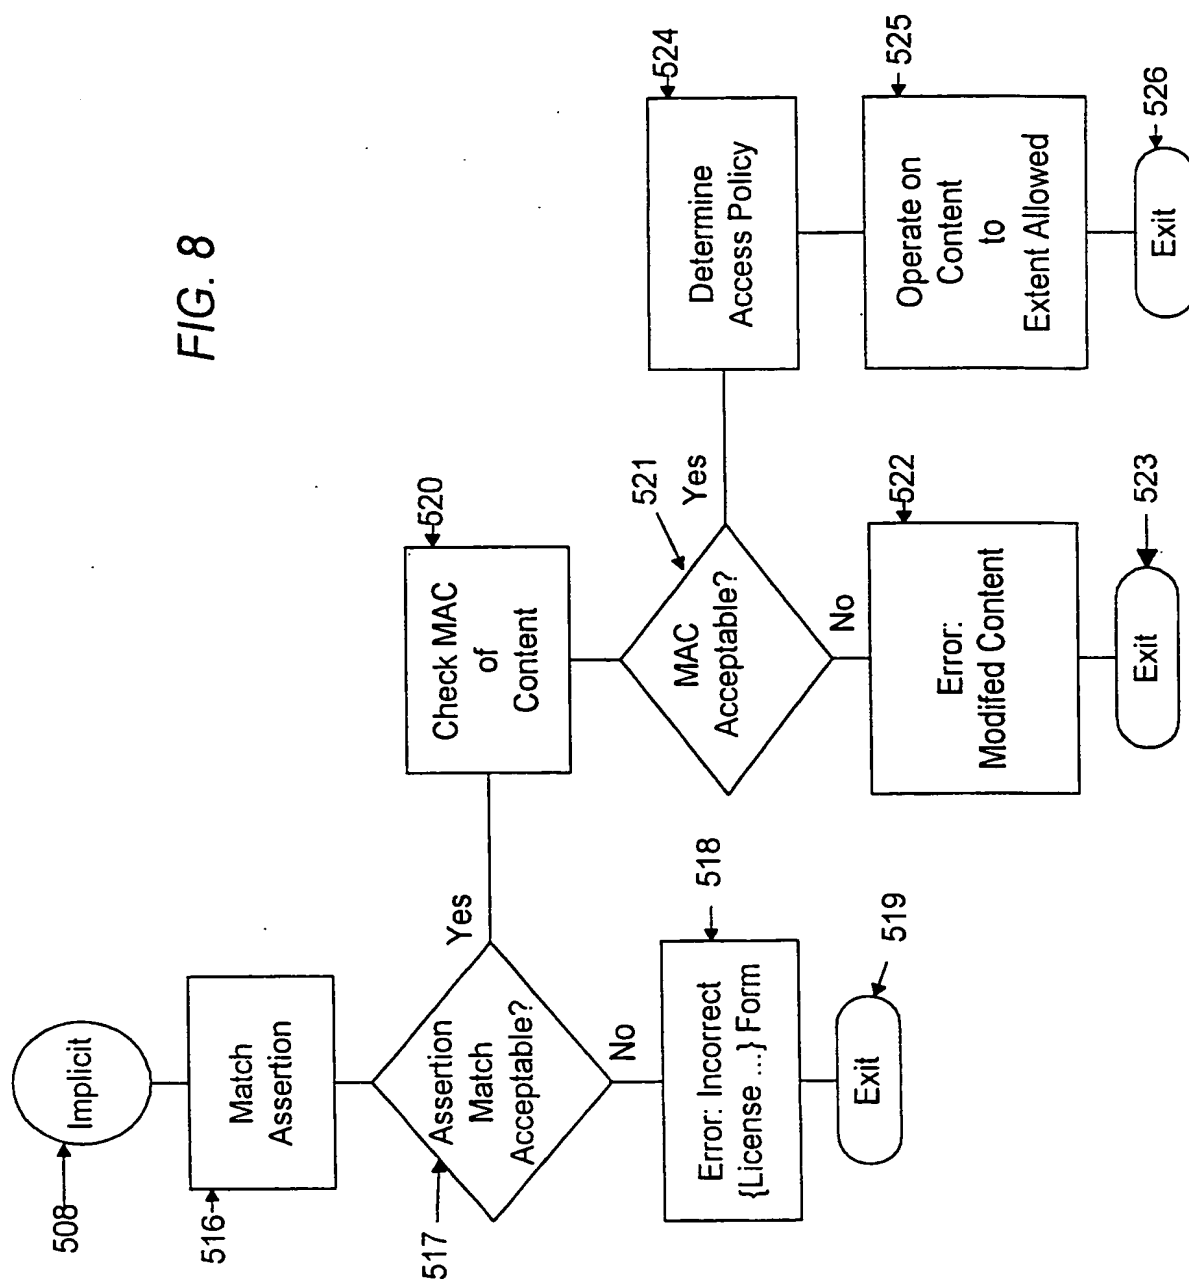 FIG. 8
508
Implicit
516
Match
Assertion
517
Assertion
Match
Acceptable?
Yes
No
518
Error: Incorrect
{License ...} Form
519
Exit
520
Check MAC
of
Content
521
MAC
Acceptable?
Yes
No
522
Error:
Modifed Content
523
Exit
524
Determine
Access Policy
525
Operate on
Content
to
Extent Allowed
526
Exit